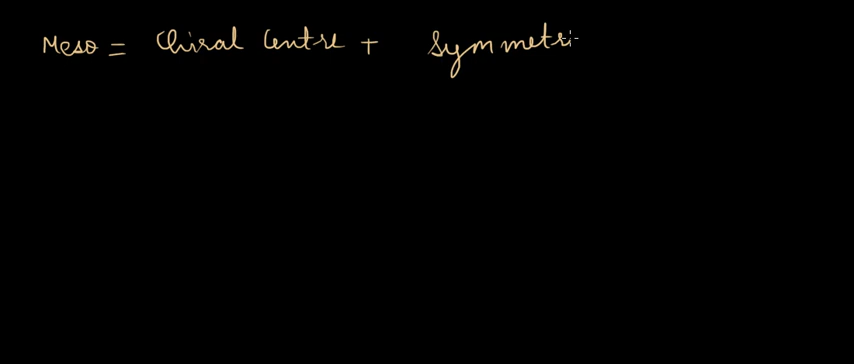 Meso = Chiral Centre + Symmetri